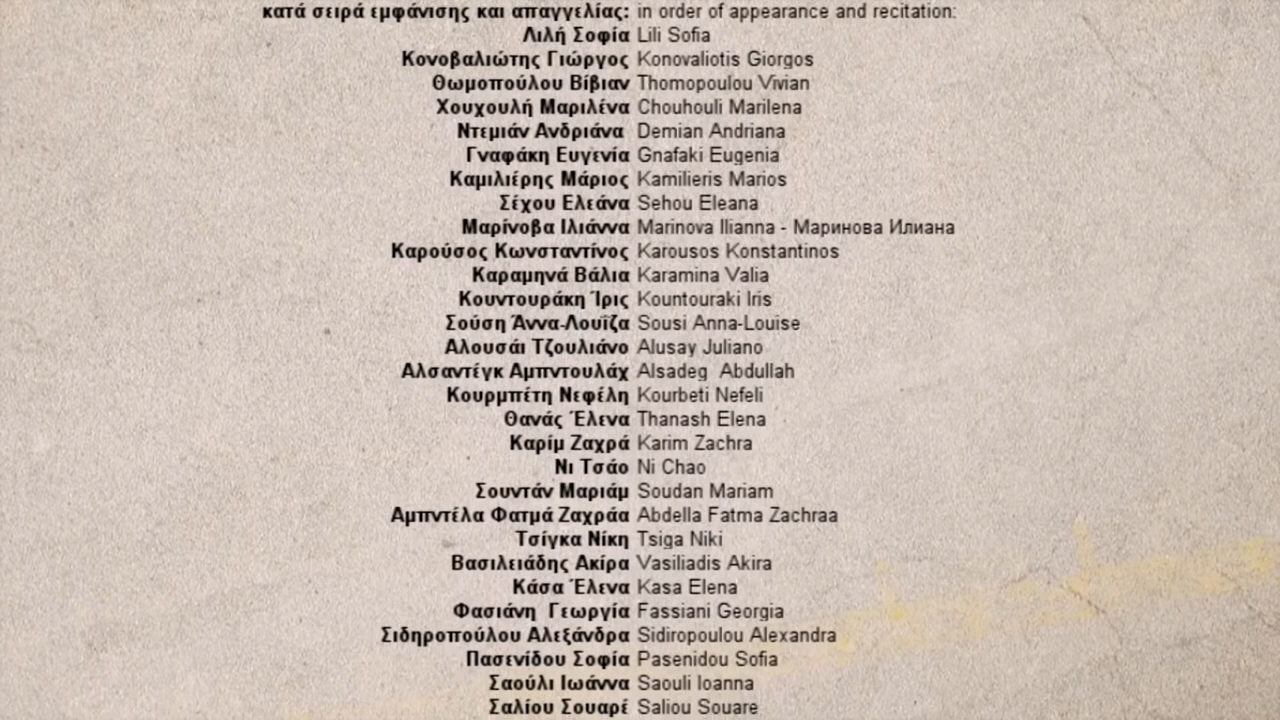 κατά σειρά εμφάνισης και απαγγελίας: in order of appearance and recitation:
Λιλή Σοφία Lili Sofia
Κονοβαλιώτης Γιώργος Konovaliotis Giorgos
Θωμοπούλου Βίβιαν Thomopoulou Vivian
Χουχουλή Μαριλένα Chouhouli Marilena
Ντεμιάν Ανδριάνα Demian Andriana
Γναφάκη Ευγενία Gnafaki Eugenia
Καμιλιέρης Μάριος Kamilieris Marios
Σέχου Ελεάνα Sehou Eleana
Μαρίνοβα Ιλιάννα Marinova Ilianna - Маринова Илиана
Καρούσος Κωνσταντίνος Karousos Konstantinos
Καραμηνά Βάλια Karamina Valia
Κουντουράκη Ίρις Kountouraki Iris
Σούση Άννα-Λουΐζα Sousi Anna-Louise
Αλουσάι Τζουλιάνο Alusay Juliano
Αλσαντέγκ Αμπντουλάχ Alsadeg Abdullah
Κουρμπέτη Νεφέλη Kourbeti Nefeli
Θανάς Έλενα Thanash Elena
Καρίμ Ζαχρά Karim Zachra
Νι Τσάο Ni Chao
Σουντάν Μαριάμ Soudan Mariam
Αμπντέλα Φατμά Ζαχράα Abdella Fatma Zachraa
Τσίγκα Νίκη Tsiga Niki
Βασιλειάδης Ακίρα Vasiliadis Akira
Κάσα Έλενα Kasa Elena
Φασιάνη Γεωργία Fassiani Georgia
Σιδηροπούλου Αλεξάνδρα Sidiropoulou Alexandra
Πασενίδου Σοφία Pasenidou Sofia
Σαούλι Ιωάννα Saouli Ioanna
Σαλίου Σουαρέ Saliou Souare